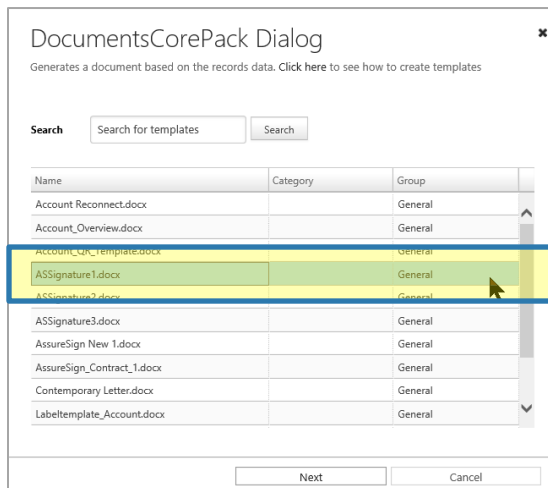 DocumentsCorePack Dialog
Generates a document based on the records data. Click here to see how to create templates
Search Search for templates Search
Name Category Group
Account Reconnect.docx General
Account_Overview.docx General
Account_QR_Template.docx General
ASSignature1.docx General
ASSignature2.docx General
ASSignature3.docx General
AssureSign New 1.docx General
AssureSign_Contract_1.docx General
Contemporary Letter.docx General
Labeltemplate_Account.docx General
Next Cancel